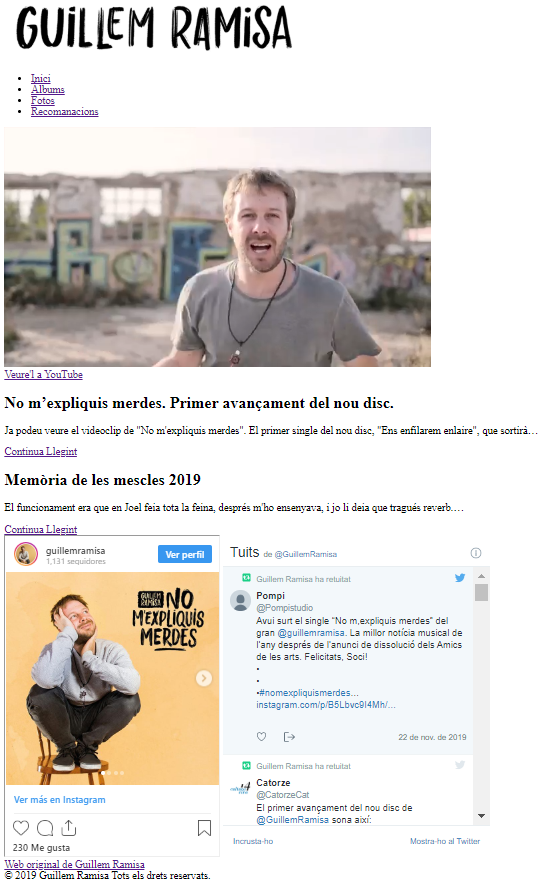 GUILLEM RAMISA
Inici
Àlbums
Fotos
Recomanacions
Veure'l a YouTube
No m’expliquis merdes. Primer avançament del nou disc.
Ja podeu veure el videoclip de "No m'expliquis merdes". El primer single del nou disc, "Ens enfilarem enlaire", que sortirà…
Continua Llegint
Memòria de les mescles 2019
El funcionament era que en Joel feia tota la feina, després m'ho ensenyava, i jo li deia que tragués reverb.…
Continua Llegint
guillemramisa
1,131 seguidores
Ver perfil
GUILLEM RAMISA
NO
M'EXPLIQUIS
MERDES
Ver más en Instagram
230 Me gusta
Tuits de @GuillemRamisa
Guillem Ramisa ha retuitat
Pompi
@Pompistudio
Avui surt el single “No m,expliquis merdes” del
gran @guillemramisa. La millor notícia musical de
l'any després de l'anunci de dissolució dels Amics
de les arts. Felicitats, Soci!
•
•
•#nomexpliquismerdes…
instagram.com/p/B5Lbvc9I4Mh/…
22 de nov. de 2019
Guillem Ramisa ha retuitat
Catorze
@CatorzeCat
El primer avançament del nou disc de
@GuillemRamisa sona així:
Incrusta-ho
Mostra-ho al Twitter
Web original de Guillem Ramisa
© 2019 Guillem Ramisa Tots els drets reservats.